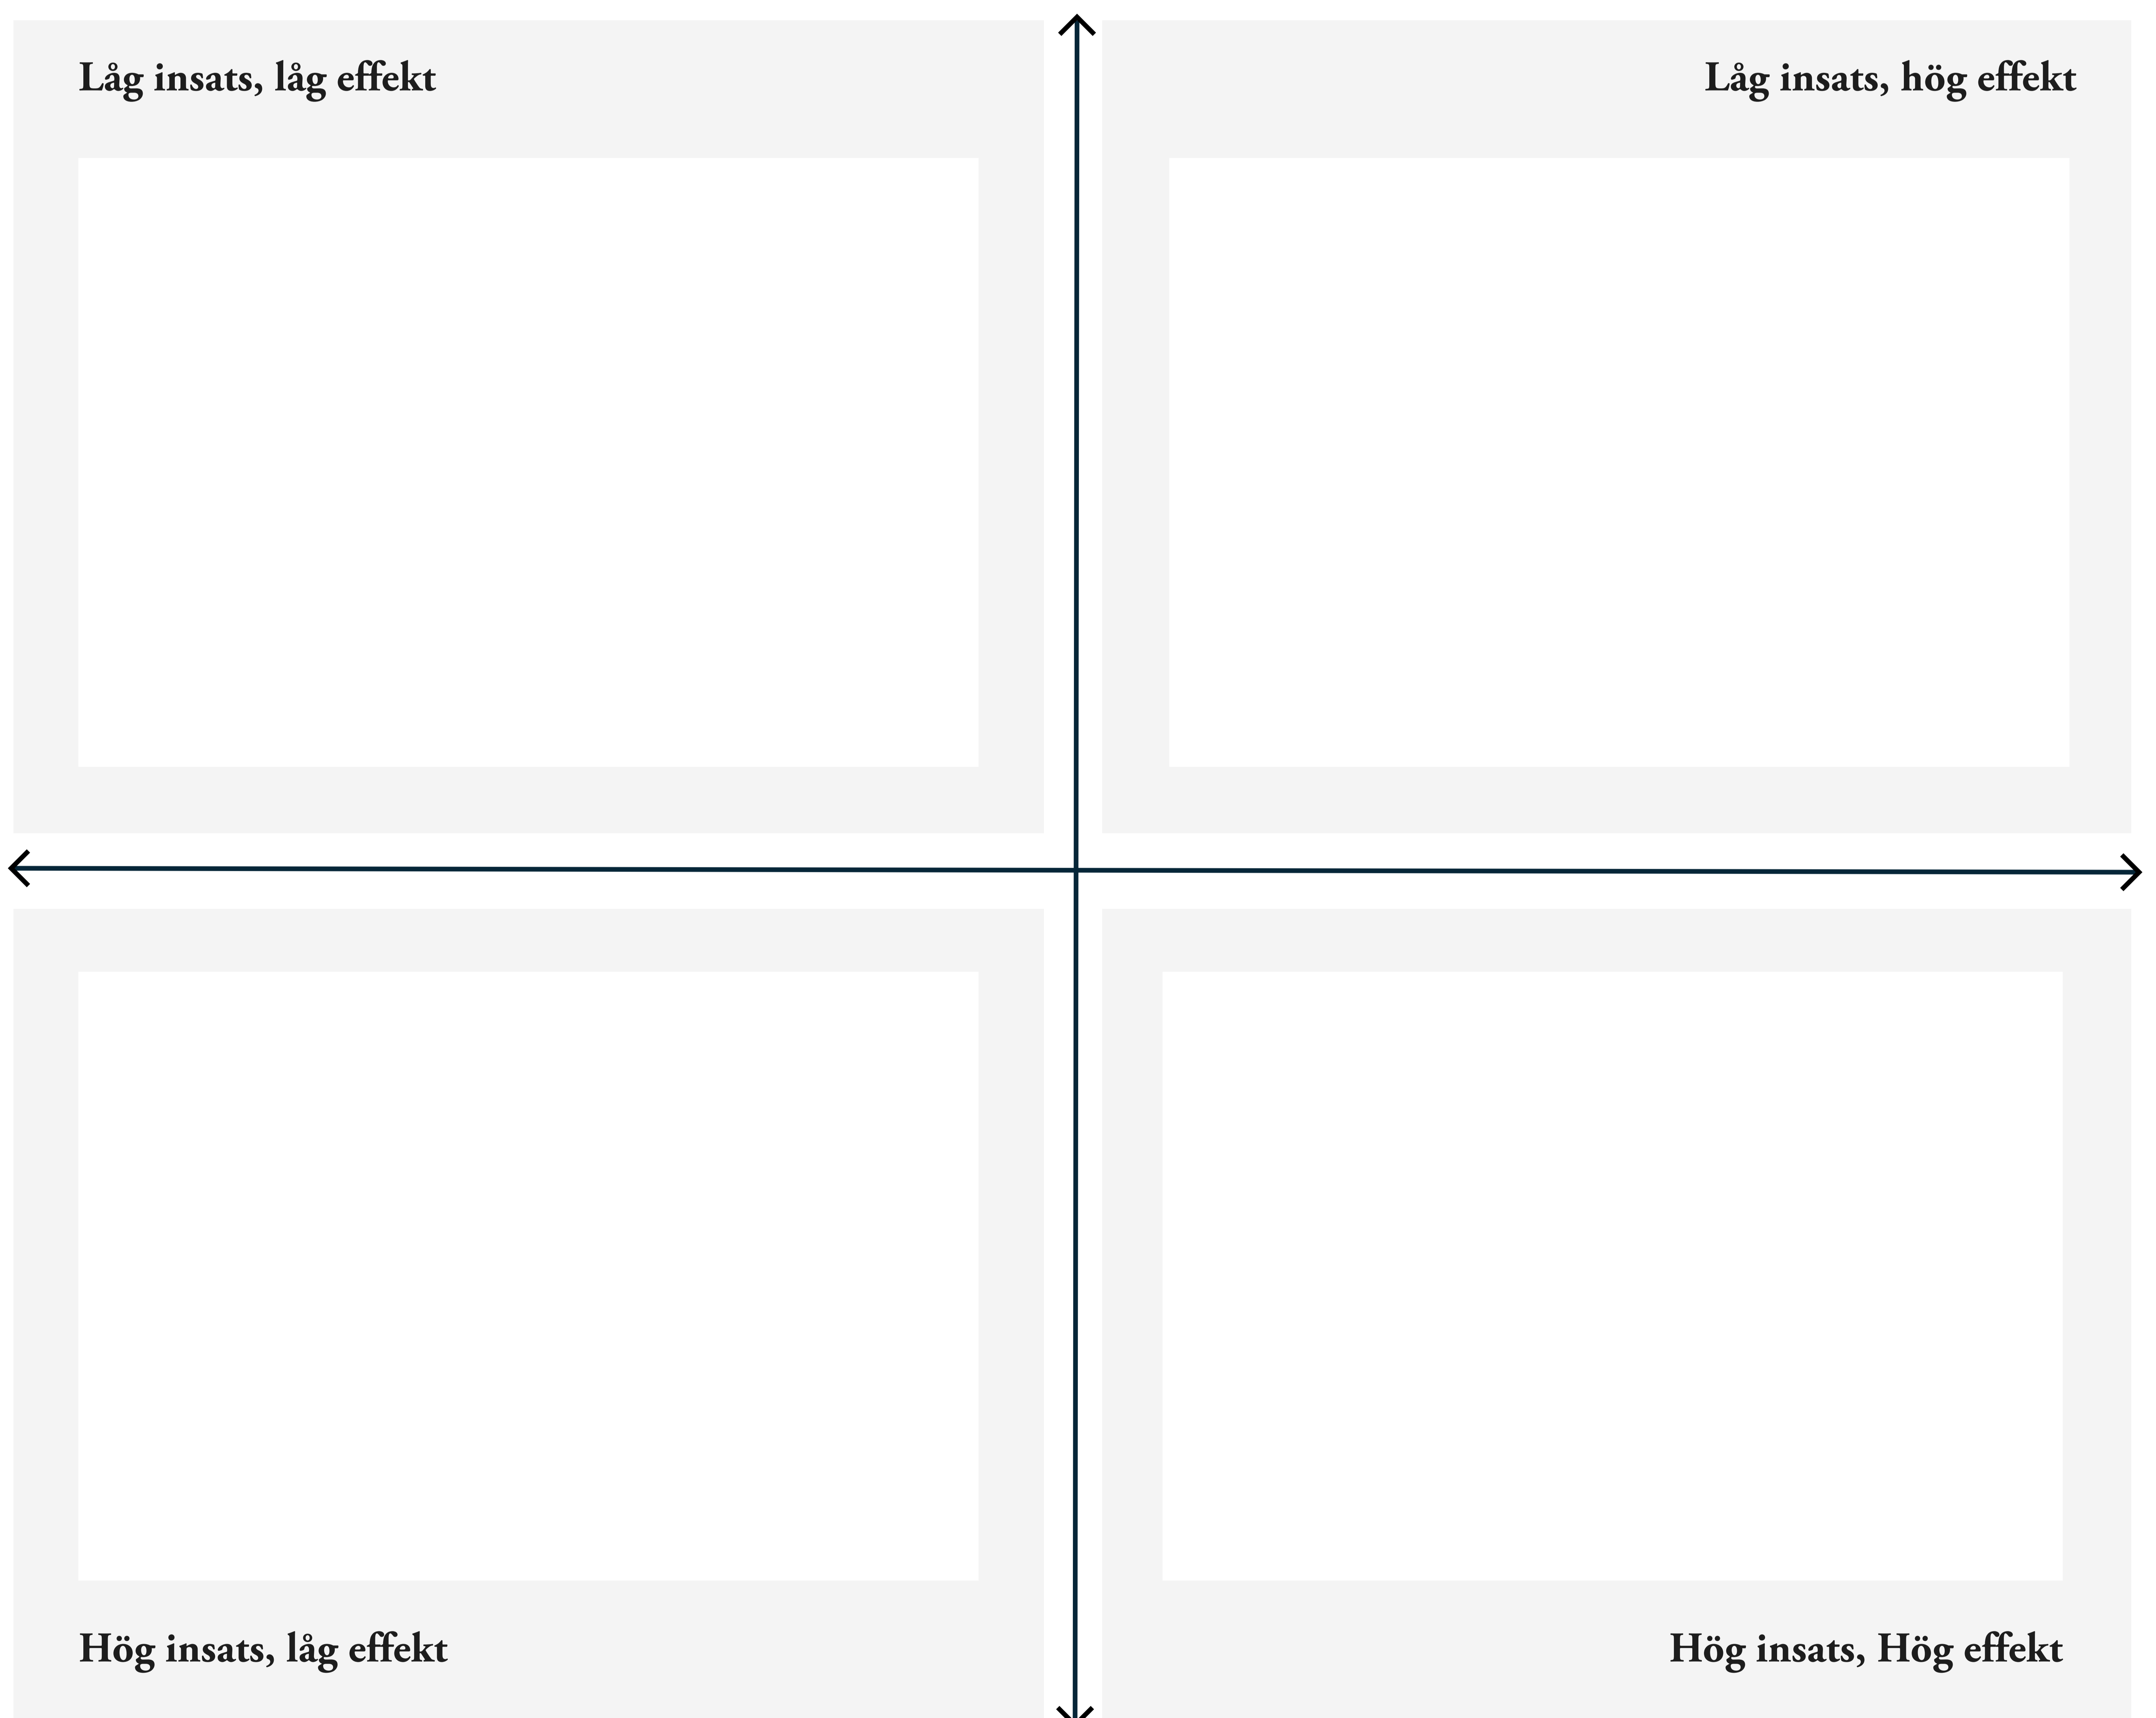 Låg insats, låg effekt
Låg insats, hög effekt
Hög insats, låg effekt
Hög insats, Hög effekt